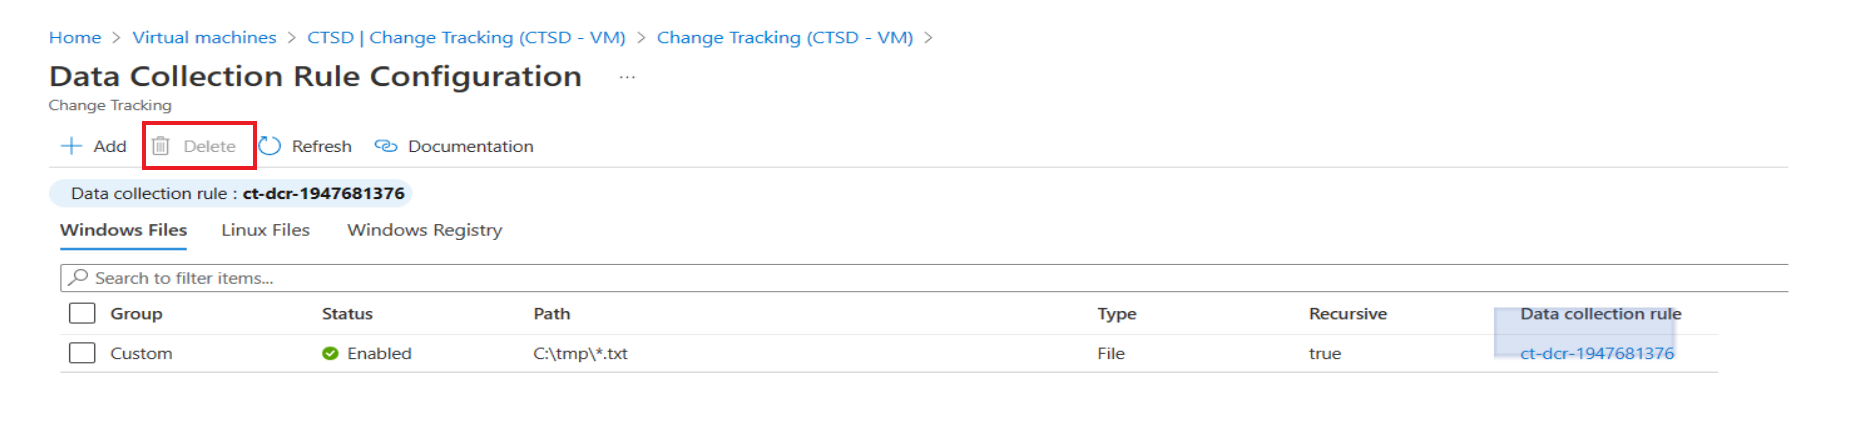 Home > Virtual machines > CTSD | Change Tracking (CTSD - VM) > Change Tracking (CTSD - VM) >
Data Collection Rule Configuration ...
Change Tracking
+ Add Delete Refresh Documentation
Data collection rule : ct-dcr-1947681376
Windows Files Linux Files Windows Registry
Search to filter items...
Group Status Path Type Recursive Data collection rule
Custom Enabled C:\tmp\*.txt File true ct-dcr-1947681376